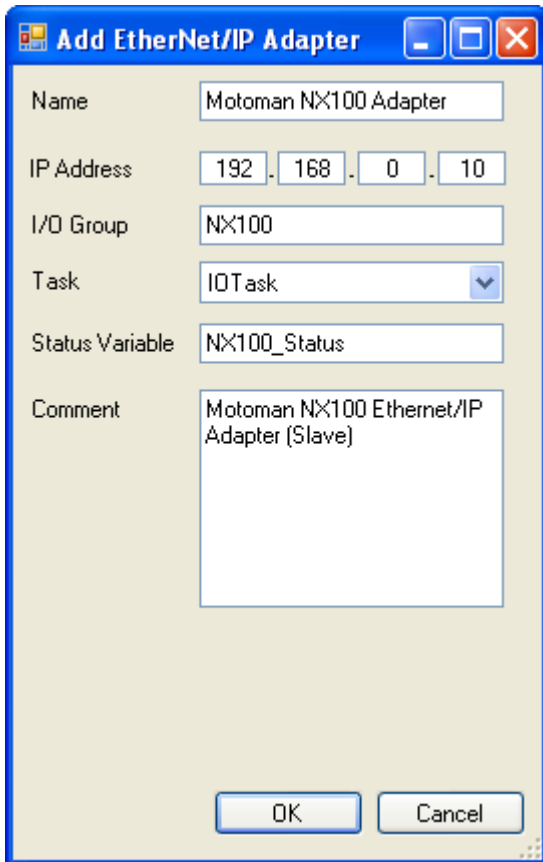 Add EtherNet/IP Adapter
Name Motoman NX100 Adapter
IP Address 192 . 168 . 0 . 10
I/O Group NX100
Task IOTask
Status Variable NX100_Status
Comment Motoman NX100 Ethernet/IP
Adapter (Slave)
OK Cancel